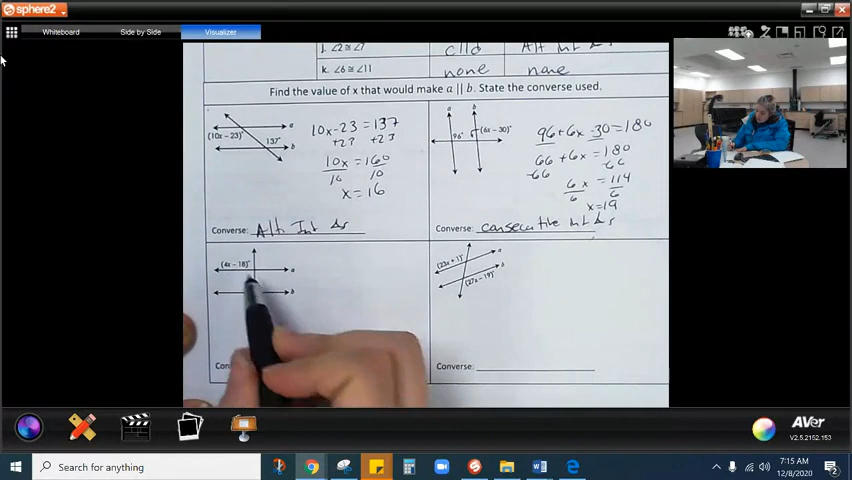 sphere2
Whiteboard
Side by Side
Visualizer
j. ∠2 ≅ ∠7
c||d
Alt Int ∠s
k. ∠6 ≅ ∠11
none
none
Find the value of x that would make a || b. State the converse used.
(10x – 23)°
a
137°
b
10x-23 = 137
+23 +23
10x = 160
10 10
x = 16
Converse: Alt. Int ∠s
a b
96°
(6x – 30)°
96 + 6x - 30 = 180
66 + 6x = 180
-66 -66
6x = 114
6 6
x=19
Converse: consecutive int ∠s
(4x – 18)°
a
b
(23x + 1)°
a
b
(27x – 19)°
Converse:
AVer
V2.5.2152.153
Search for anything
7:15 AM
12/8/2020